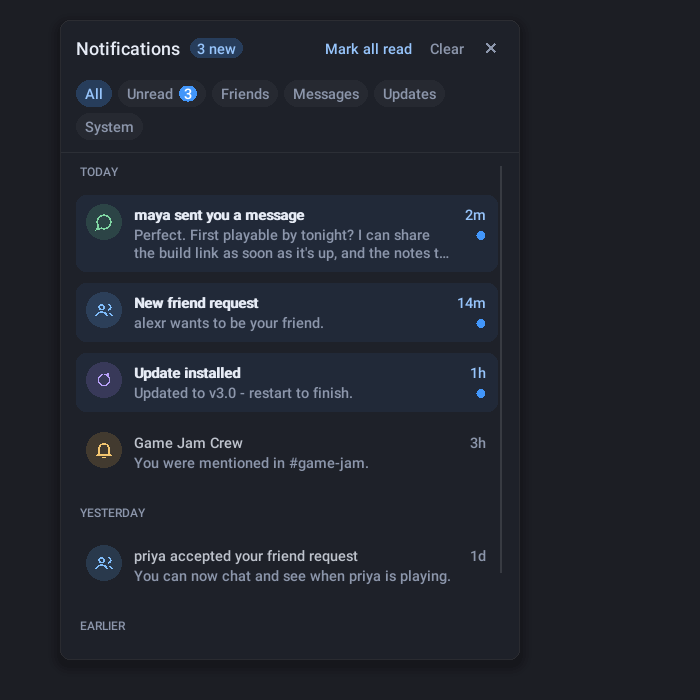 Notifications 3 new Mark all read Clear
All Unread 3 Friends Messages Updates
System
TODAY
maya sent you a message 2m
Perfect. First playable by tonight? I can share
the build link as soon as it's up, and the notes t…
New friend request 14m
alexr wants to be your friend.
Update installed 1h
Updated to v3.0 - restart to finish.
Game Jam Crew 3h
You were mentioned in #game-jam.
YESTERDAY
priya accepted your friend request 1d
You can now chat and see when priya is playing.
EARLIER